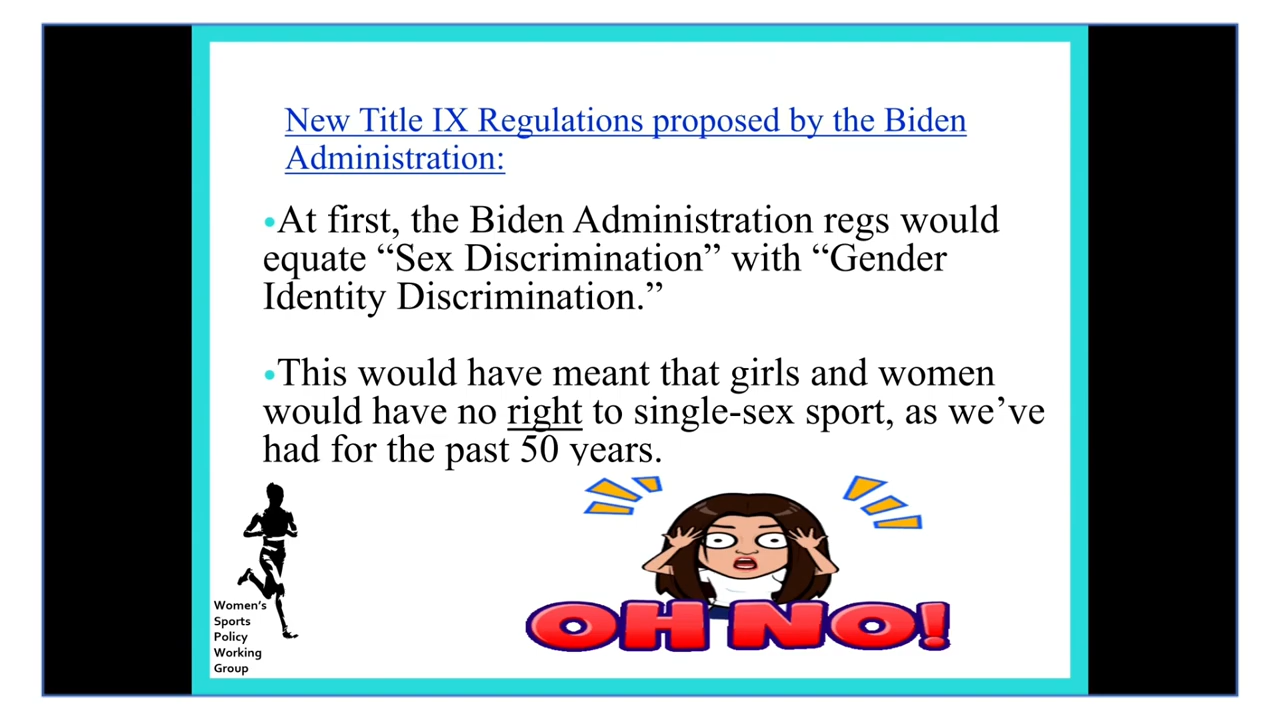 New Title IX Regulations proposed by the Biden
Administration:
•At first, the Biden Administration regs would
equate “Sex Discrimination” with “Gender
Identity Discrimination.”
•This would have meant that girls and women
would have no right to single-sex sport, as we’ve
had for the past 50 years.
Women’s
Sports
Policy
Working
Group
OH NO!